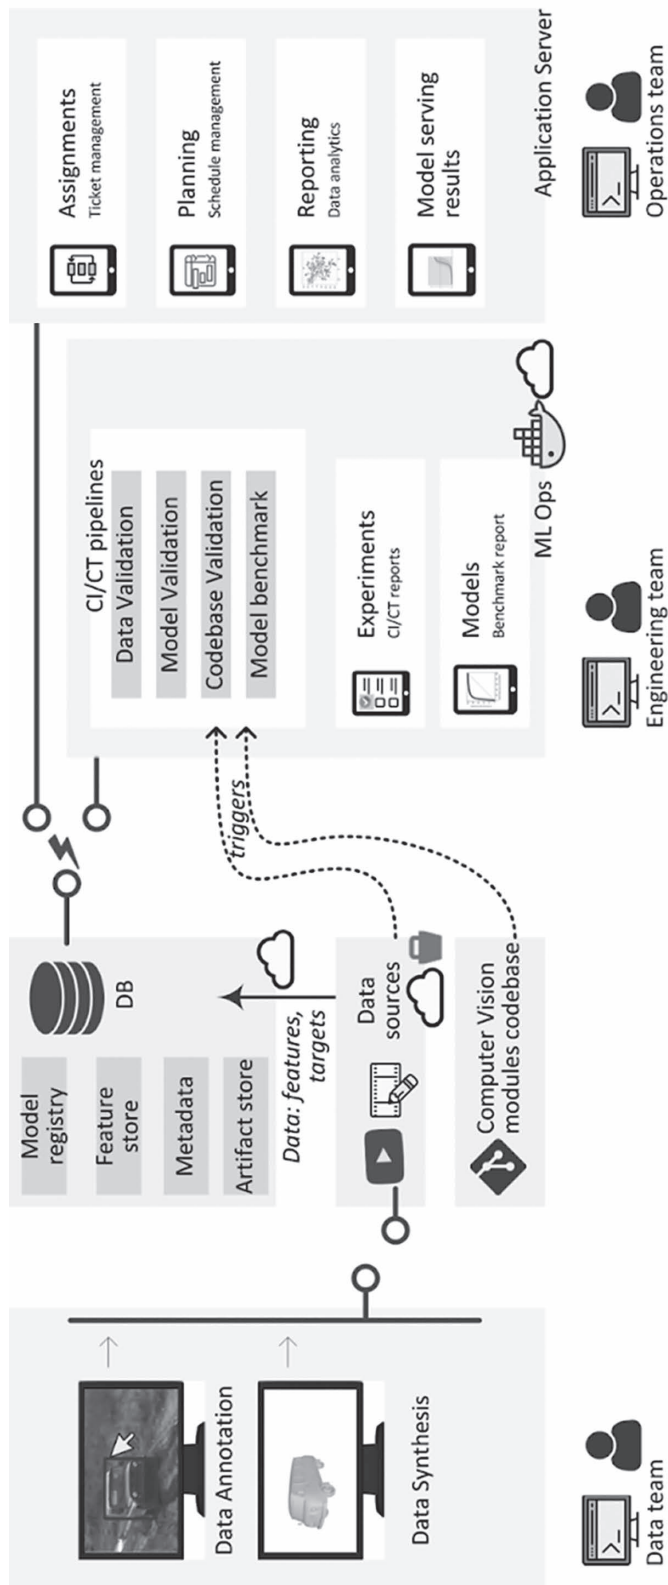 Data Annotation
Data Synthesis
Data team
Model
registry
Feature
store
Metadata
Artifact store
DB
Data: features,
targets
Data
sources
Computer Vision
modules codebase
triggers
CI/CT pipelines
Data Validation
Model Validation
Codebase Validation
Model benchmark
Experiments
CI/CT reports
Models
Benchmark report
ML Ops
Engineering team
Assignments
Ticket management
Planning
Schedule management
Reporting
Data analytics
Model serving
results
Application Server
Operations team